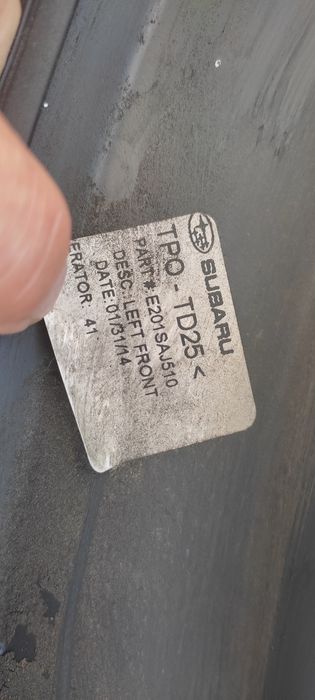 SUBARU
TPO - TD25 <
PART #: E201SAJ510
DESC: LEFT FRONT
DATE: 01/31/14
ERATOR: 41